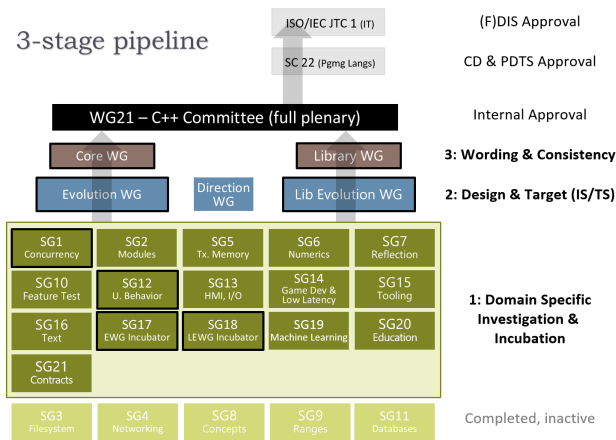 3-stage pipeline
ISO/IEC JTC 1 (IT)
(F)DIS Approval
SC 22 (Pgmg Langs)
CD & PDTS Approval
WG21 – C++ Committee (full plenary)
Internal Approval
Core WG
Library WG
3: Wording & Consistency
Evolution WG
Direction
WG
Lib Evolution WG
2: Design & Target (IS/TS)
SG1
Concurrency
SG2
Modules
SG5
Tx. Memory
SG6
Numerics
SG7
Reflection
SG10
Feature Test
SG12
U. Behavior
SG13
HMI, I/O
SG14
Game Dev &
Low Latency
SG15
Tooling
1: Domain Specific
Investigation &
Incubation
SG16
Text
SG17
EWG Incubator
SG18
LEWG Incubator
SG19
Machine Learning
SG20
Education
SG21
Contracts
SG3
Filesystem
SG4
Networking
SG8
Concepts
SG9
Ranges
SG11
Databases
Completed, inactive